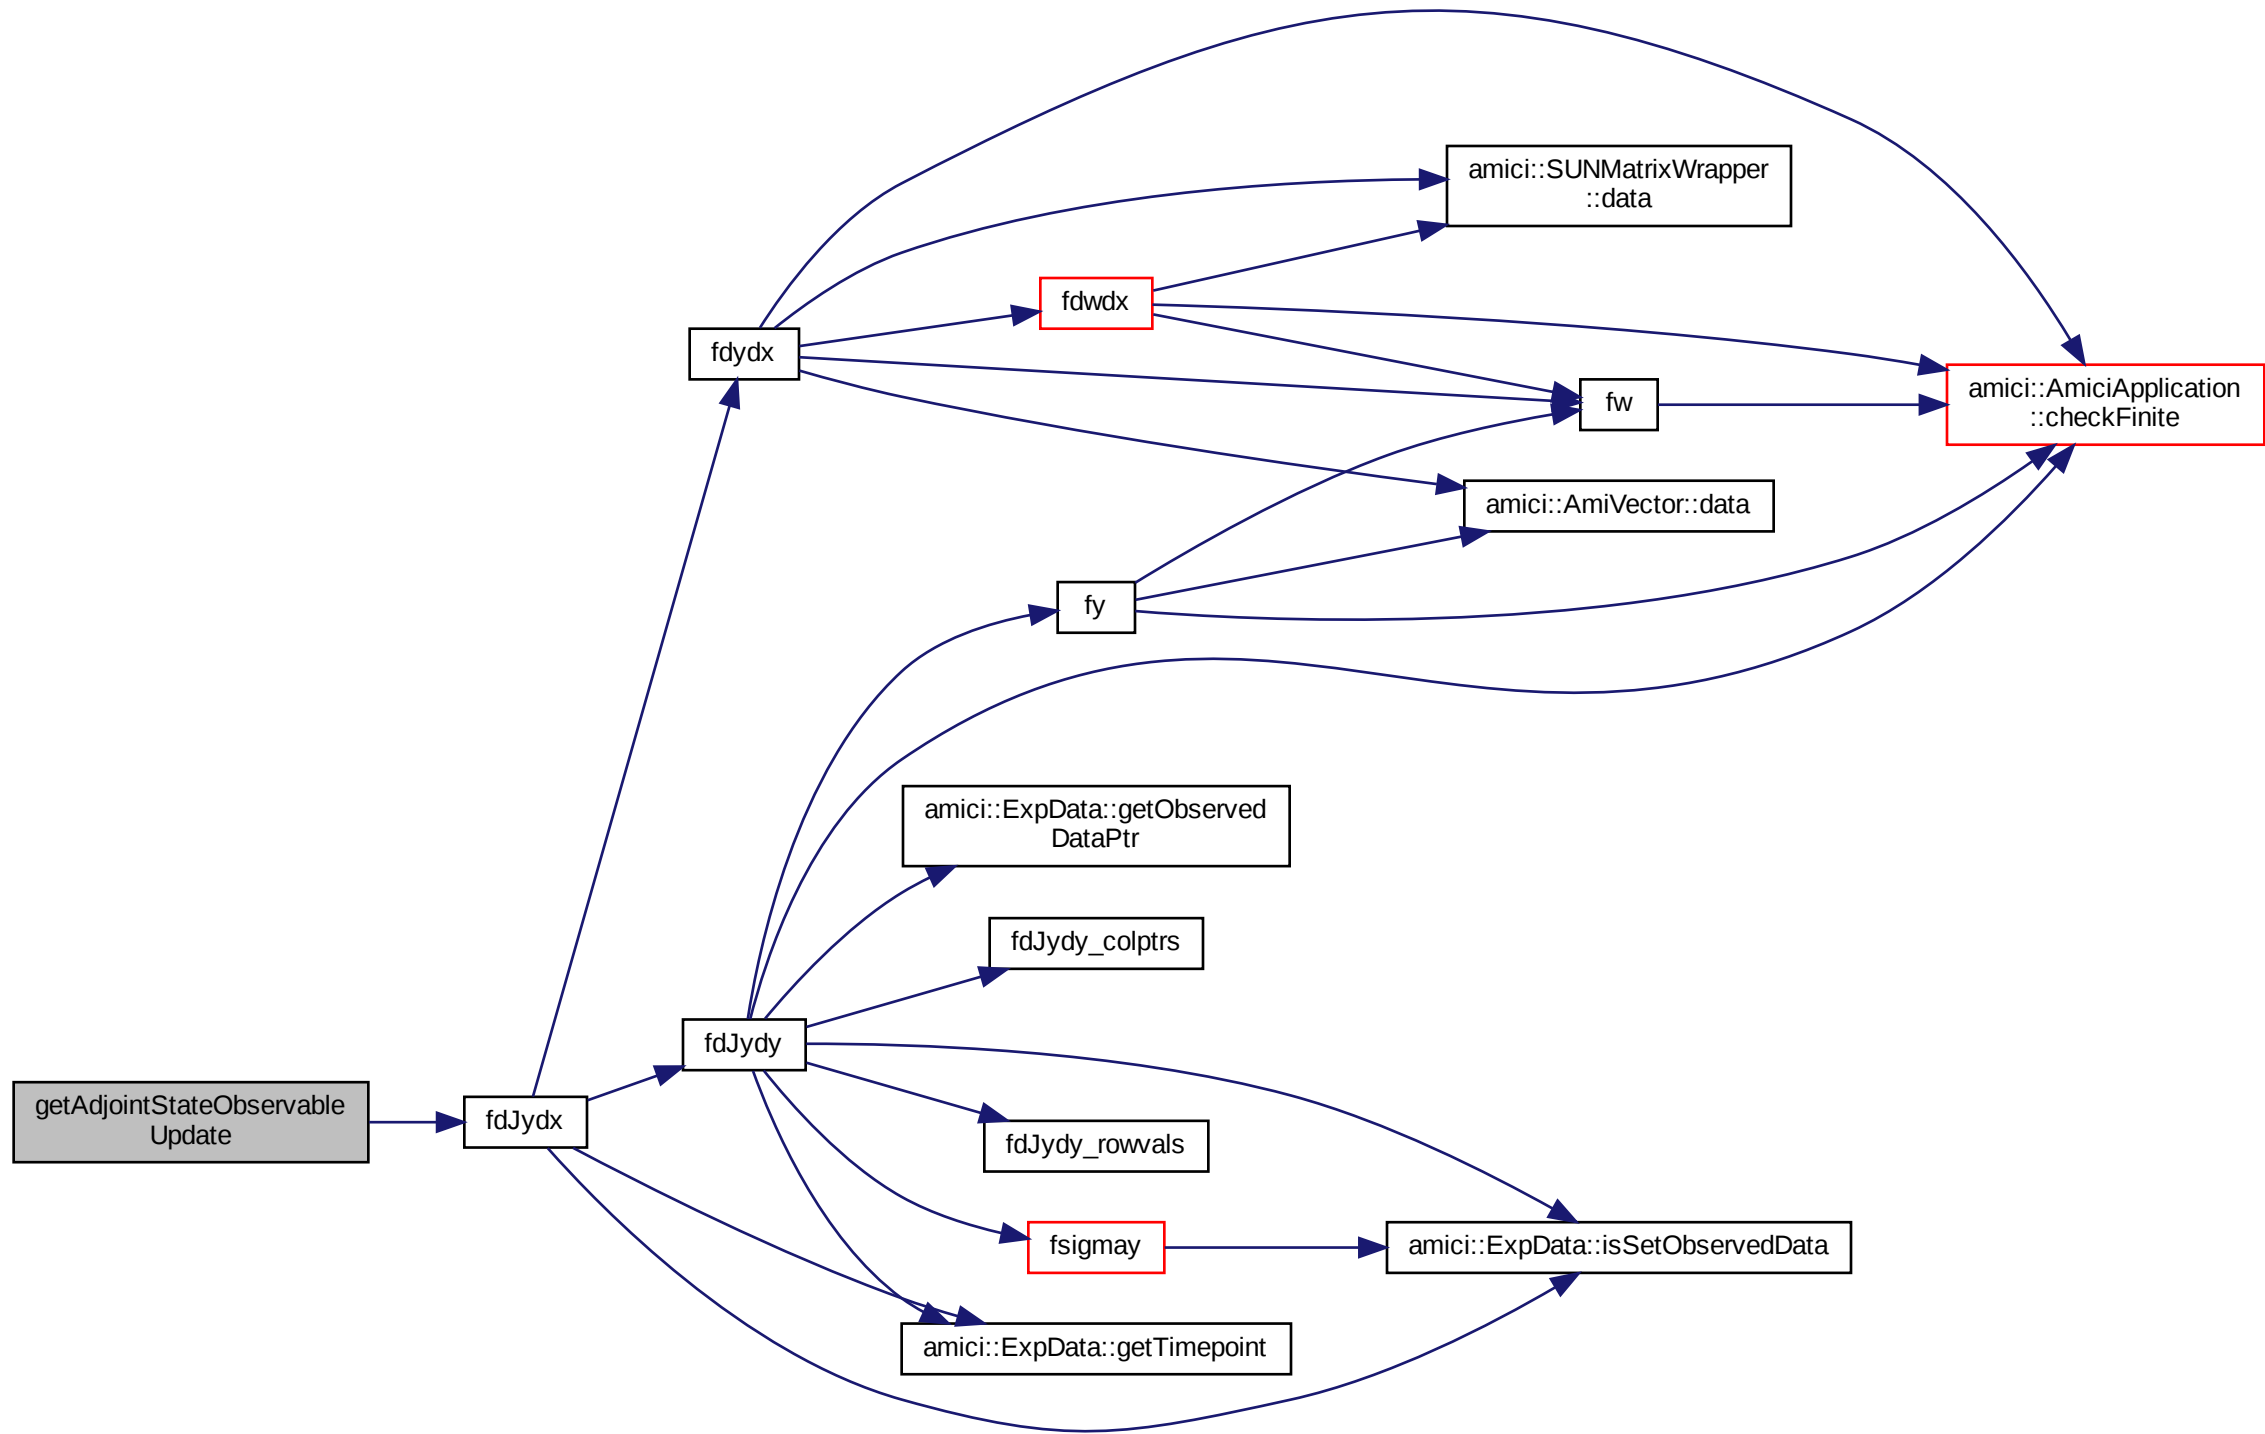 amici::SUNMatrixWrapper
::data
fdwdx
fdydx
amici::AmiciApplication
::checkFinite
fw
amici::AmiVector::data
fy
amici::ExpData::getObserved
DataPtr
fdJydy_colptrs
fdJydy
getAdjointStateObservable
Update
fdJydx
fdJydy_rowvals
fsigmay
amici::ExpData::isSetObservedData
amici::ExpData::getTimepoint